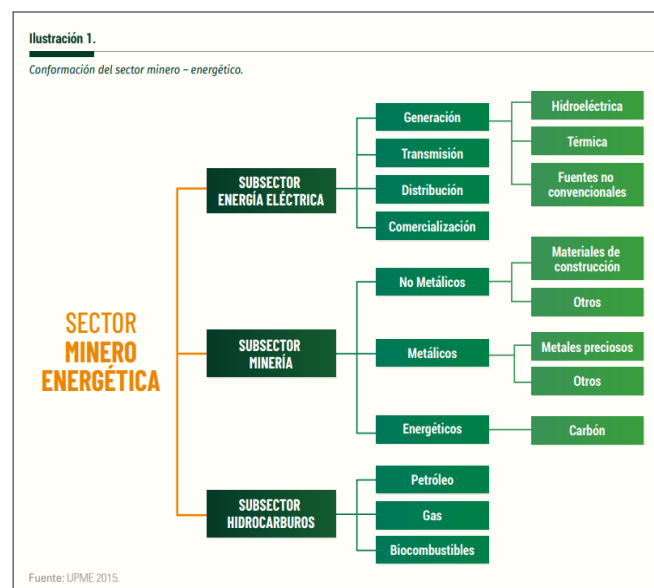 Ilustración 1.
Conformación del sector minero – energético.
SECTOR
MINERO
ENERGÉTICA
SUBSECTOR
ENERGÍA ELÉCTRICA
Generación
Hidroeléctrica
Térmica
Fuentes no
convencionales
Transmisión
Distribución
Comercialización
SUBSECTOR
MINERÍA
No Metálicos
Materiales de
construcción
Otros
Metálicos
Metales preciosos
Otros
Energéticos
Carbón
SUBSECTOR
HIDROCARBUROS
Petróleo
Gas
Biocombustibles
Fuente: UPME 2015.